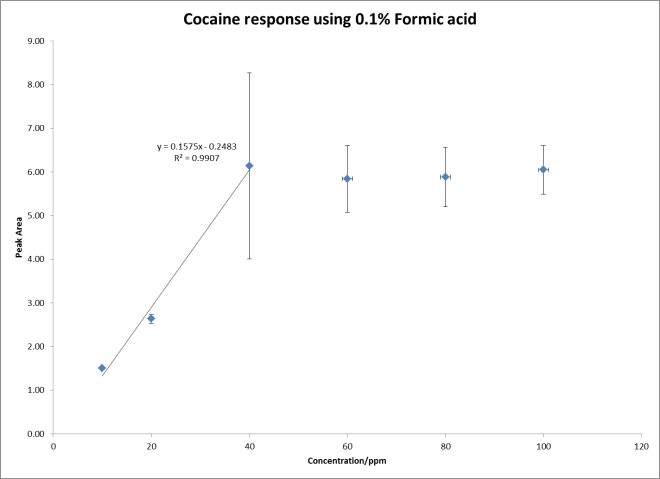 Cocaine response using 0.1% Formic acid
9.00
8.00
7.00
6.00
5.00
4.00
3.00
2.00
1.00
0.00
Peak Area
y = 0.1575x - 0.2483
R² = 0.9907
0 20 40 60 80 100 120
Concentration/ppm